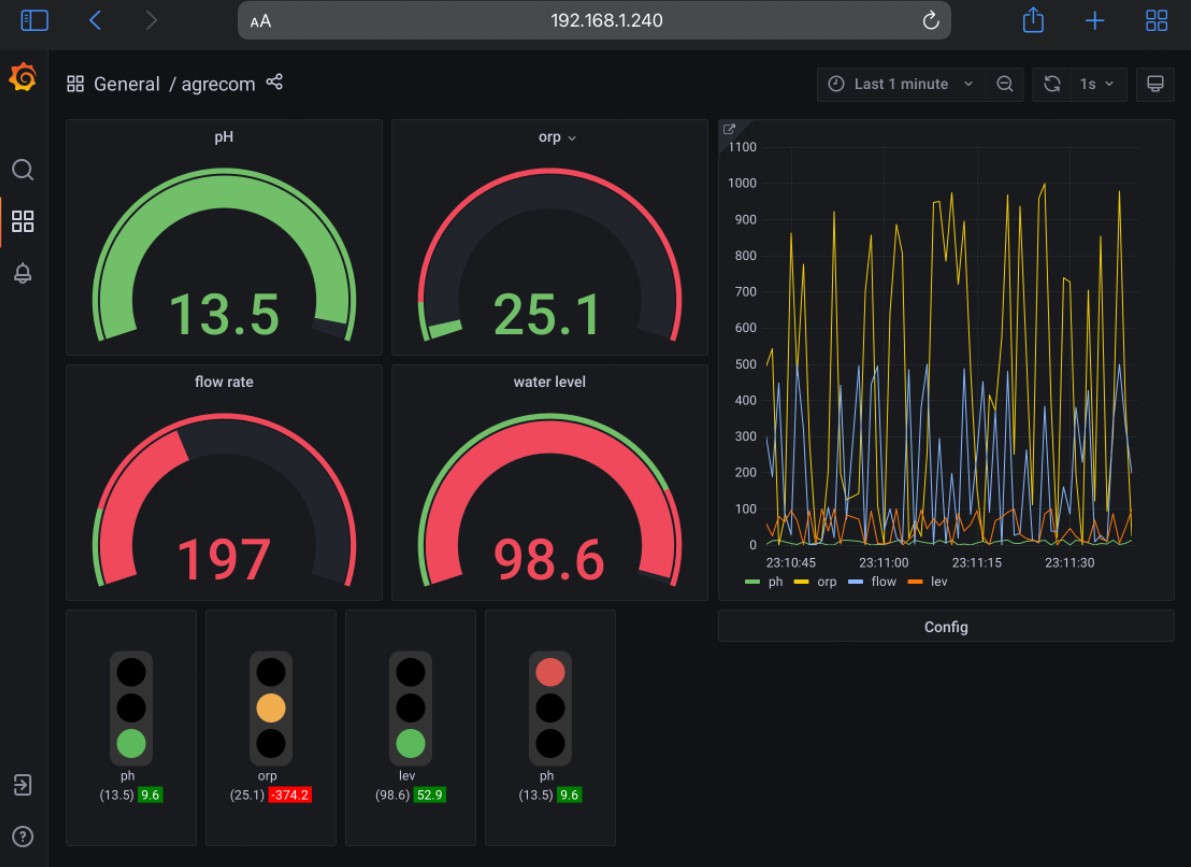 AA 192.168.1.240
General / agrecom
Last 1 minute 1s
pH
13.5
orp
25.1
flow rate
197
water level
98.6
1100
1000
900
800
700
600
500
400
300
200
100
0
23:10:45 23:11:00 23:11:15 23:11:30
ph orp flow lev
Config
ph
(13.5) 9.6
orp
(25.1) -374.2
lev
(98.6) 52.9
ph
(13.5) 9.6